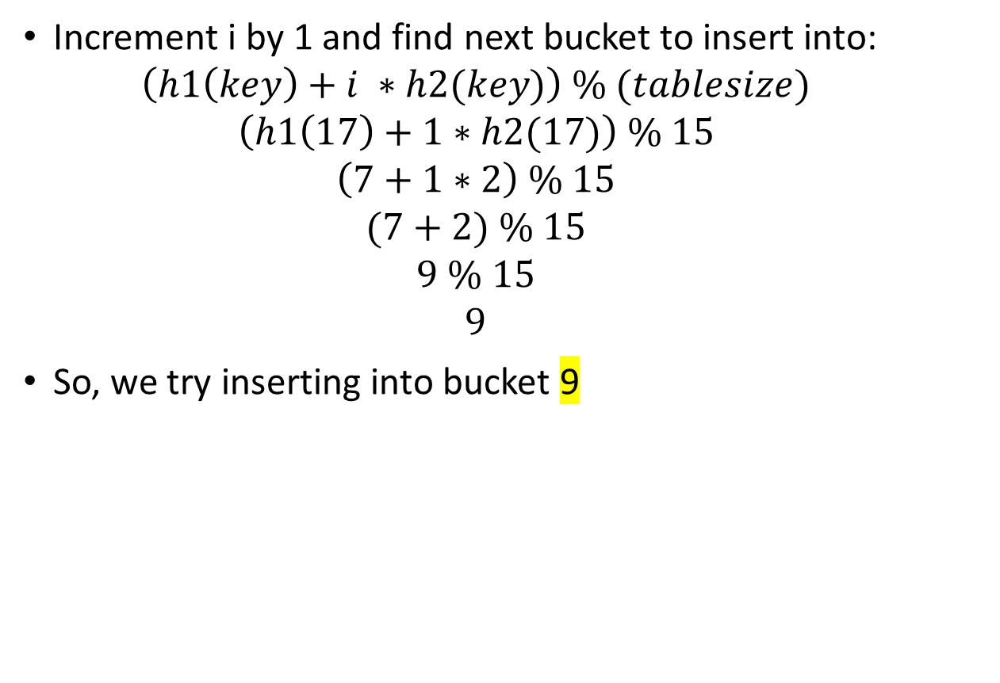 • Increment i by 1 and find next bucket to insert into:
(h1(key) + i ∗ h2(key)) % (tablesize)
(h1(17) + 1 ∗ h2(17)) % 15
(7 + 1 ∗ 2) % 15
(7 + 2) % 15
9 % 15
9
• So, we try inserting into bucket 9